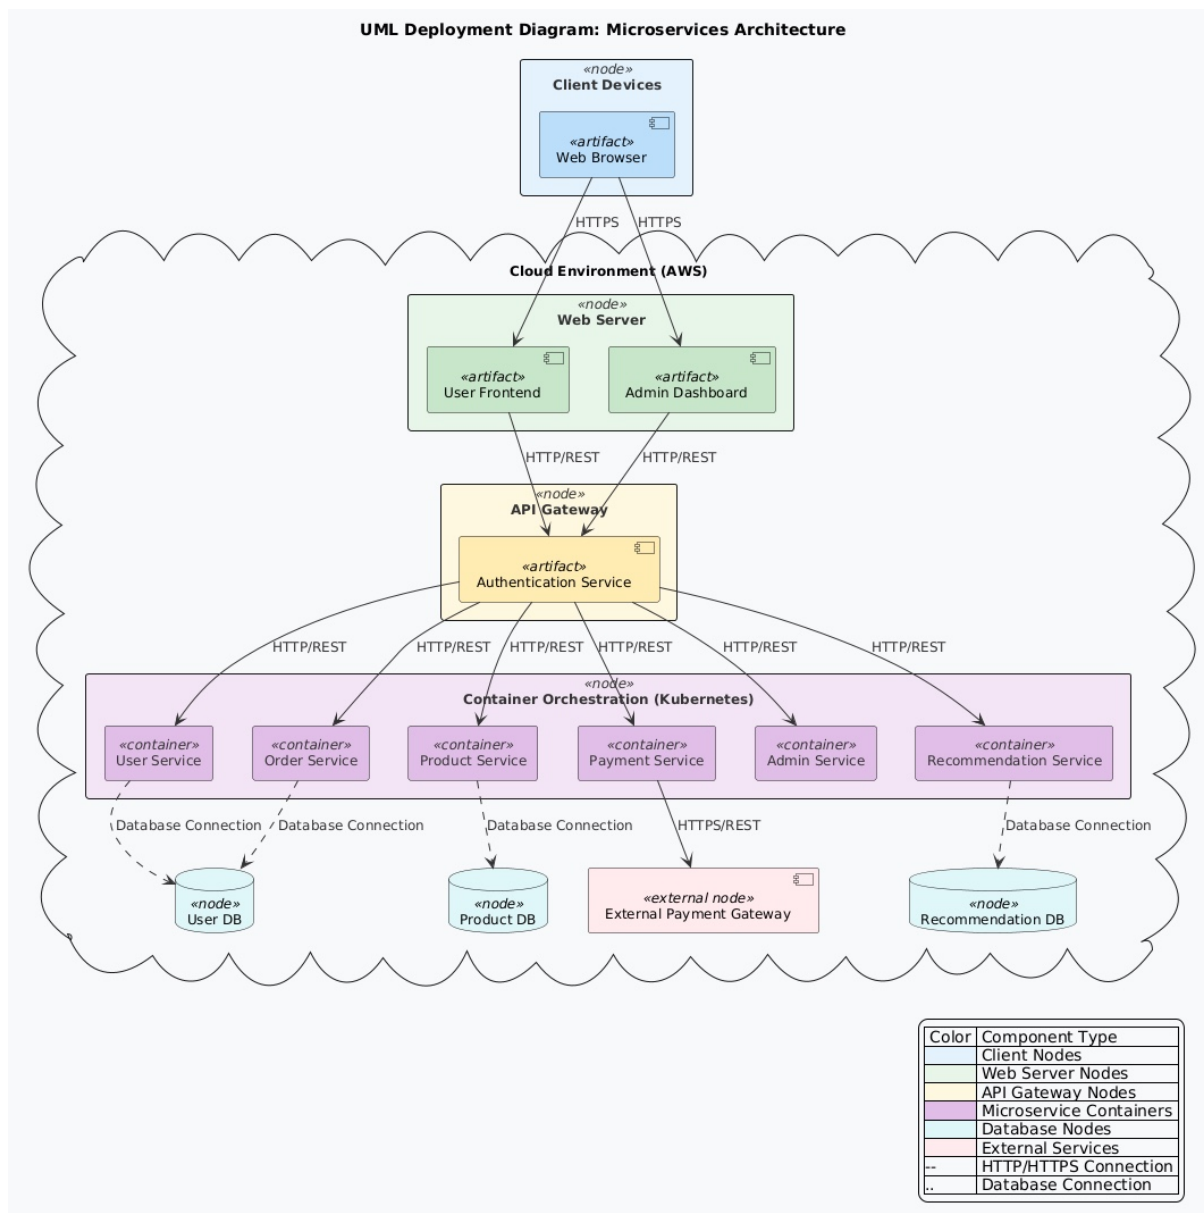 UML Deployment Diagram: Microservices Architecture
«node»
Client Devices
«artifact»
Web Browser
HTTPS
HTTPS
Cloud Environment (AWS)
«node»
Web Server
«artifact»
User Frontend
«artifact»
Admin Dashboard
HTTP/REST
HTTP/REST
«node»
API Gateway
«artifact»
Authentication Service
HTTP/REST
HTTP/REST
HTTP/REST
HTTP/REST
HTTP/REST
HTTP/REST
«node»
Container Orchestration (Kubernetes)
«container»
User Service
«container»
Order Service
«container»
Product Service
«container»
Payment Service
«container»
Admin Service
«container»
Recommendation Service
Database Connection
Database Connection
Database Connection
HTTPS/REST
Database Connection
«node»
User DB
«node»
Product DB
«external node»
External Payment Gateway
«node»
Recommendation DB
Color Component Type
Client Nodes
Web Server Nodes
API Gateway Nodes
Microservice Containers
Database Nodes
External Services
-- HTTP/HTTPS Connection
.. Database Connection